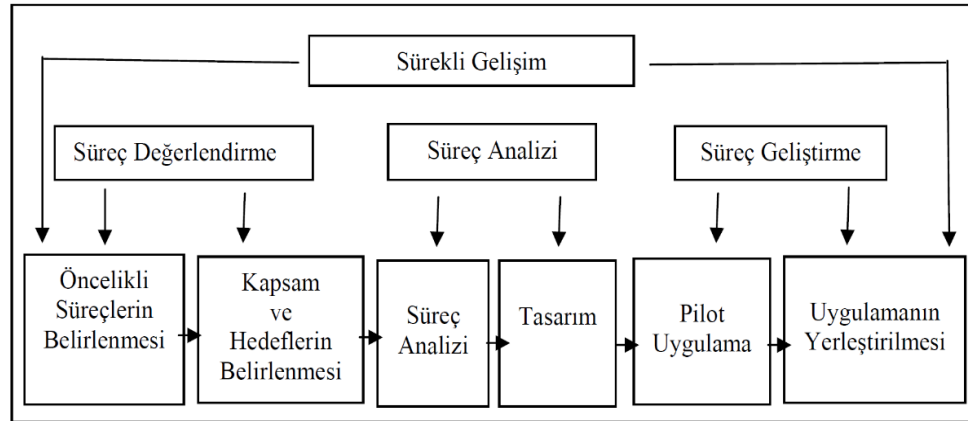 Sürekli Gelişim
Süreç Değerlendirme
Süreç Analizi
Süreç Geliştirme
Öncelikli
Süreçlerin
Belirlenmesi
Kapsam
ve
Hedeflerin
Belirlenmesi
Süreç
Analizi
Tasarım
Pilot
Uygulama
Uygulamanın
Yerleştirilmesi